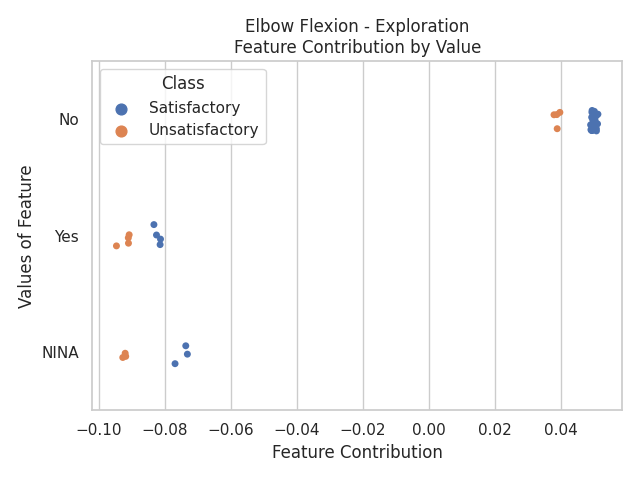 Elbow Flexion - Exploration
Feature Contribution by Value
Class
Satisfactory
Unsatisfactory
Values of Feature
No
Yes
NINA
−0.10 −0.08 −0.06 −0.04 −0.02 0.00 0.02 0.04
Feature Contribution